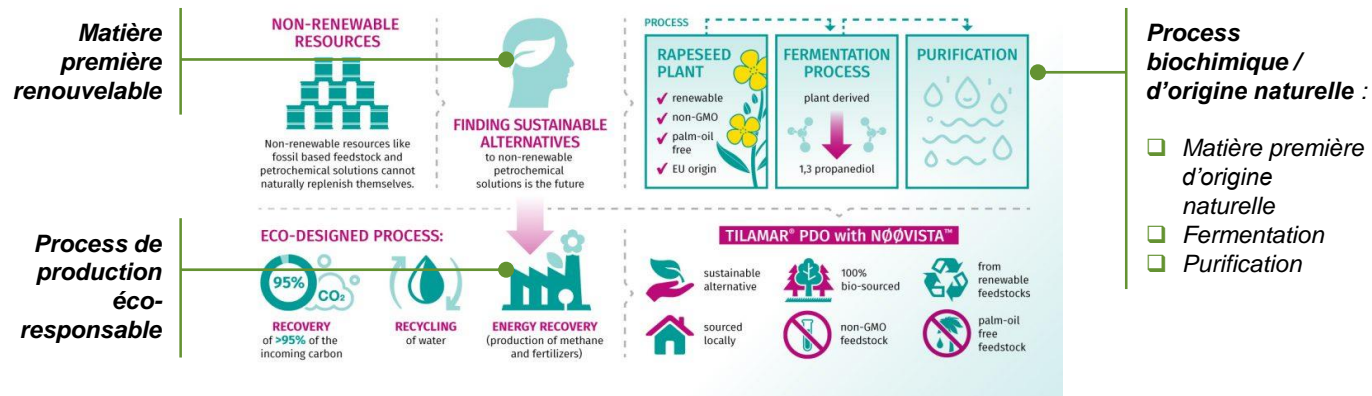 Matière
première
renouvelable
Process de
production
éco-
responsable
NON-RENEWABLE
RESOURCES
Non-renewable resources like
fossil based feedstock and
petrochemical solutions cannot
naturally replenish themselves.
FINDING SUSTAINABLE
ALTERNATIVES
to non-renewable
petrochemical
solutions is the future
PROCESS
RAPESEED
PLANT
✓ renewable
✓ non-GMO
✓ palm-oil
free
✓ EU origin
FERMENTATION
PROCESS
plant derived
1,3 propanediol
PURIFICATION
ECO-DESIGNED PROCESS:
95%
CO₂
RECOVERY
of >95% of the
incoming carbon
RECYCLING
of water
ENERGY RECOVERY
(production of methane
and fertilizers)
TILAMAR® PDO with NØØVISTA™
sustainable
alternative
100%
bio-sourced
from
renewable
feedstocks
sourced
locally
non-GMO
feedstock
palm-oil
free
feedstock
Process
biochimique /
d'origine naturelle :
❑ Matière première
d'origine
naturelle
❑ Fermentation
❑ Purification